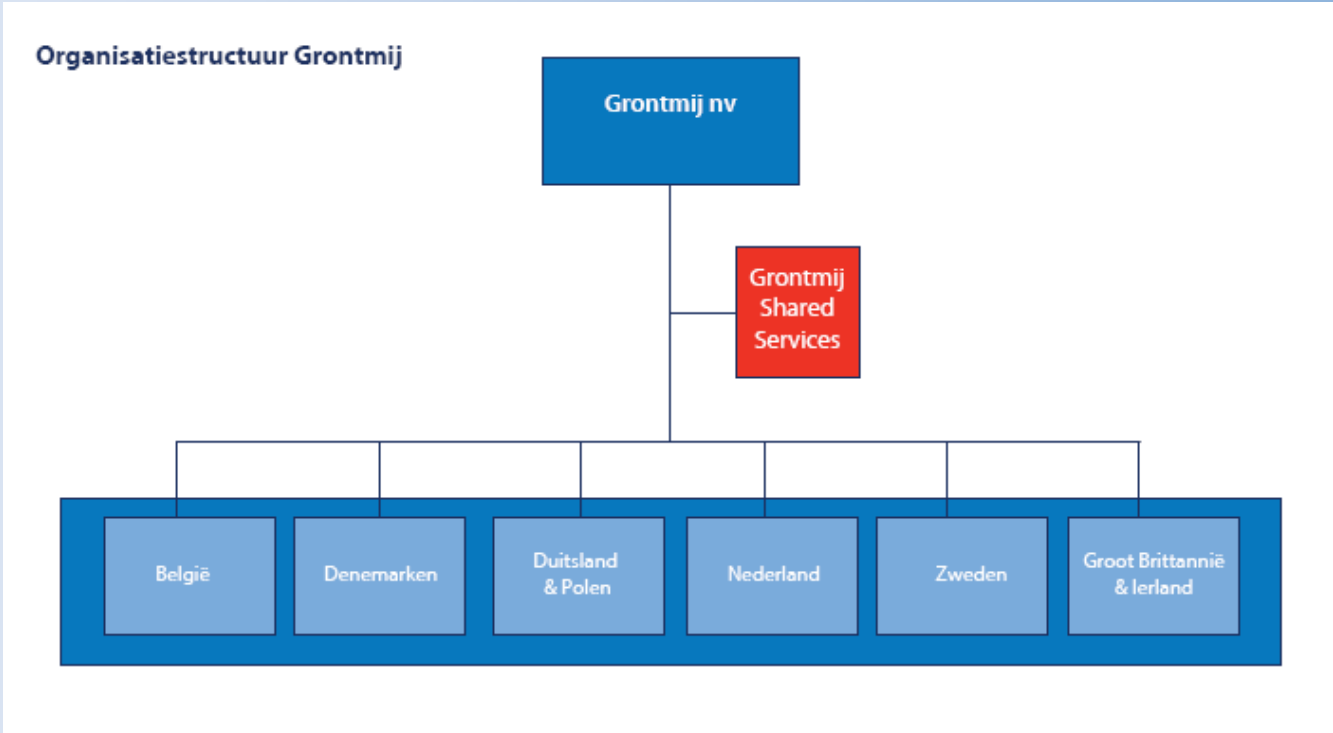 Organisatiestructuur Grontmij
Grontmij nv
Grontmij
Shared
Services
België
Denemarken
Duitsland
& Polen
Nederland
Zweden
Groot Brittannië
& Ierland